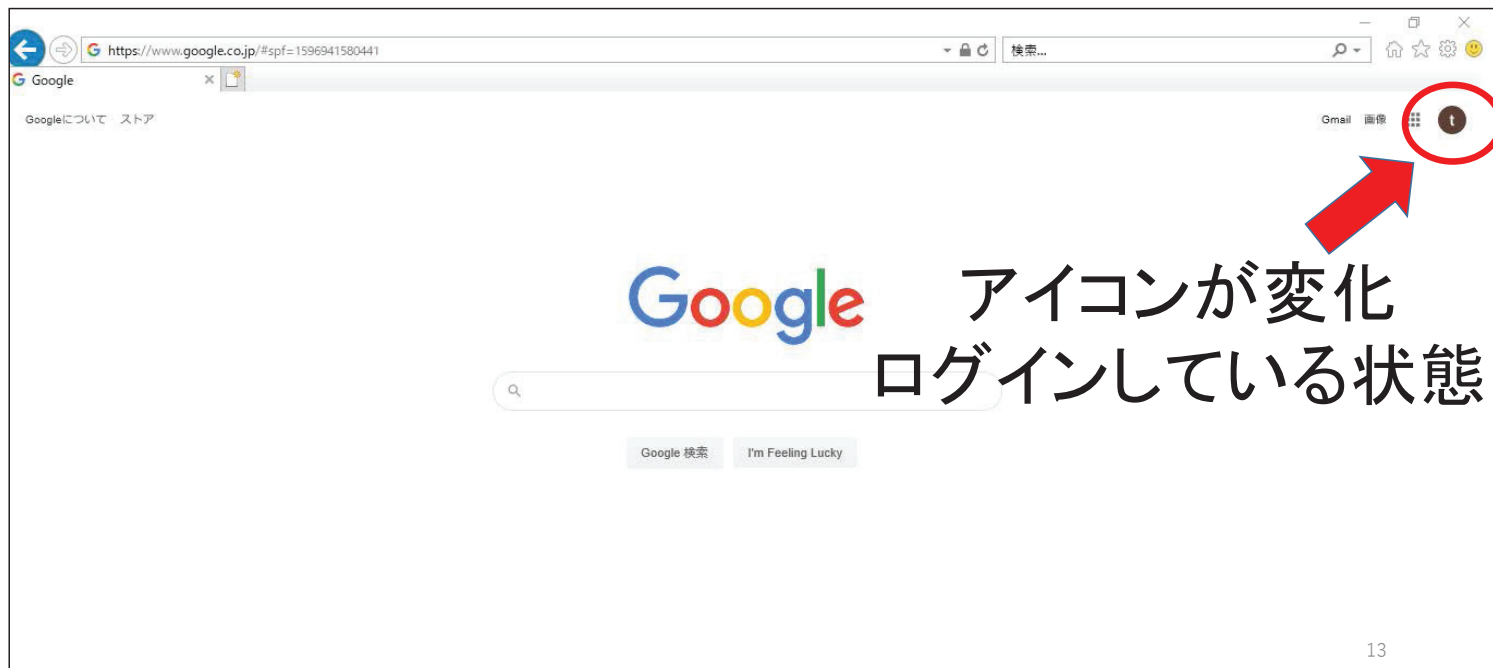 https://www.google.co.jp/#spf=1596941580441
検索...
Google
Googleについて ストア
Gmail 画像
t
Google
アイコンが変化
ログインしている状態
Google 検索 I'm Feeling Lucky
13